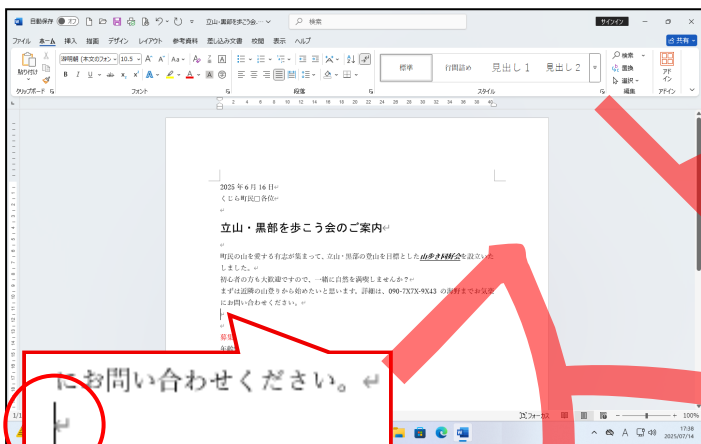 自動保存 オフ 立山・黒部を歩こう会... 検索 サインイン
ファイル ホーム 挿入 描画 デザイン レイアウト 参考資料 差し込み文書 校閲 表示 ヘルプ 共有
游明朝 (本文のフォン 10.5
貼り付け
標準 行間詰め 見出し 1 見出し 2
検索
置換
選択
アド
イン
クリップボード フォント 段落 スタイル 編集 アドイン
2025 年 6 月 16 日
くじら町民□各位
立山・黒部を歩こう会のご案内
町民の山を愛する有志が集まって、立山・黒部の登山を目標とした山歩き同好会を設立いた
しました。
初心者の方も大歓迎ですので、一緒に自然を満喫しませんか?
まずは近隣の山登りから始めたいと思います。詳細は、090-7X7X-9X43 の海野までお気楽
にお問い合わせください。
にお問い合わせください。
フォーカス 100%
17:38
2025/07/14